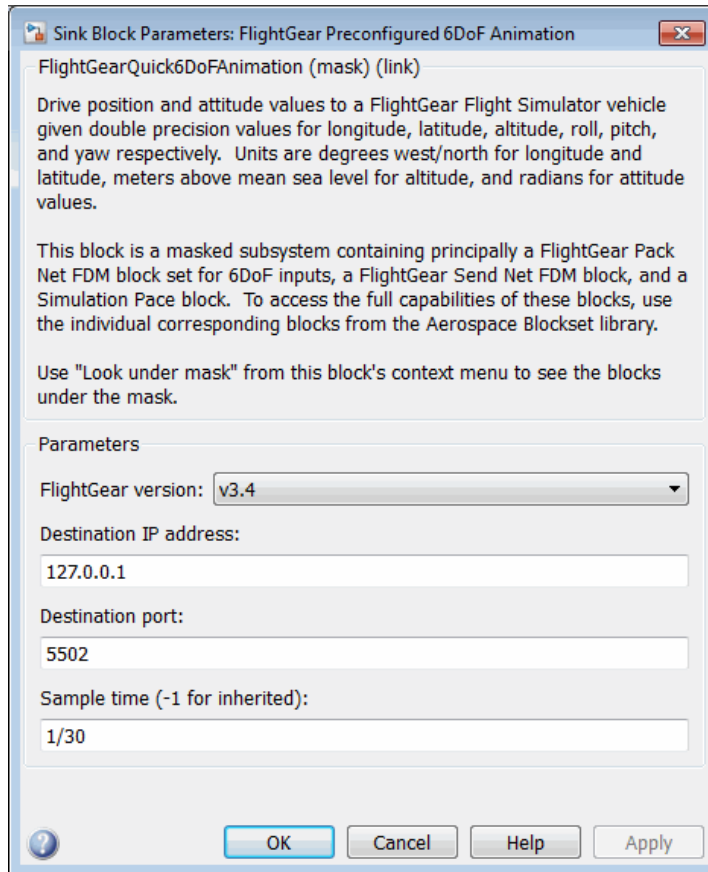 Sink Block Parameters: FlightGear Preconfigured 6DoF Animation
FlightGearQuick6DoFAnimation (mask) (link)
Drive position and attitude values to a FlightGear Flight Simulator vehicle
given double precision values for longitude, latitude, altitude, roll, pitch,
and yaw respectively.  Units are degrees west/north for longitude and
latitude, meters above mean sea level for altitude, and radians for attitude
values.
This block is a masked subsystem containing principally a FlightGear Pack
Net FDM block set for 6DoF inputs, a FlightGear Send Net FDM block, and a
Simulation Pace block.  To access the full capabilities of these blocks, use
the individual corresponding blocks from the Aerospace Blockset library.
Use "Look under mask" from this block's context menu to see the blocks
under the mask.
Parameters
FlightGear version: v3.4
Destination IP address:
127.0.0.1
Destination port:
5502
Sample time (-1 for inherited):
1/30
? OK Cancel Help Apply